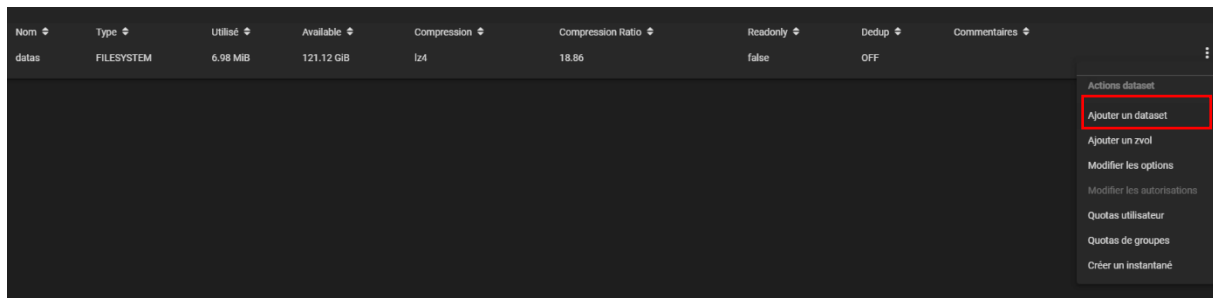 Nom Type Utilisé Available Compression Compression Ratio Readonly Dedup Commentaires
datas FILESYSTEM 6.98 MiB 121.12 GiB lz4 18.86 false OFF
Actions dataset
Ajouter un dataset
Ajouter un zvol
Modifier les options
Modifier les autorisations
Quotas utilisateur
Quotas de groupes
Créer un instantané